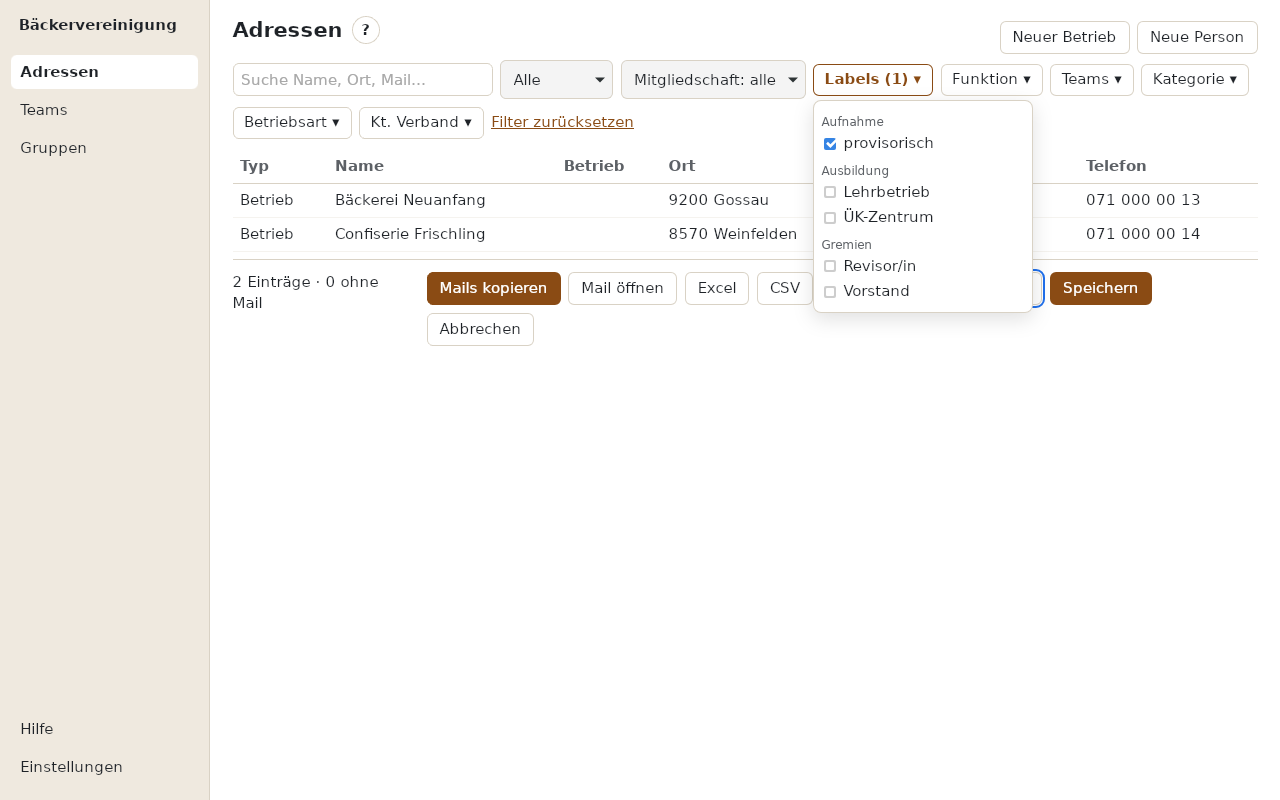 Bäckervereinigung
Adressen
Teams
Gruppen
Hilfe
Einstellungen
Adressen ?
Neuer Betrieb Neue Person
Suche Name, Ort, Mail... Alle Mitgliedschaft: alle Labels (1) ▾ Funktion ▾ Teams ▾ Kategorie ▾
Betriebsart ▾ Kt. Verband ▾ Filter zurücksetzen
Aufnahme
provisorisch
Ausbildung
Lehrbetrieb
ÜK-Zentrum
Gremien
Revisor/in
Vorstand
Typ Name Betrieb Ort Telefon
Betrieb Bäckerei Neuanfang 9200 Gossau 071 000 00 13
Betrieb Confiserie Frischling 8570 Weinfelden 071 000 00 14
2 Einträge · 0 ohne
Mail
Mails kopieren Mail öffnen Excel CSV Speichern
Abbrechen